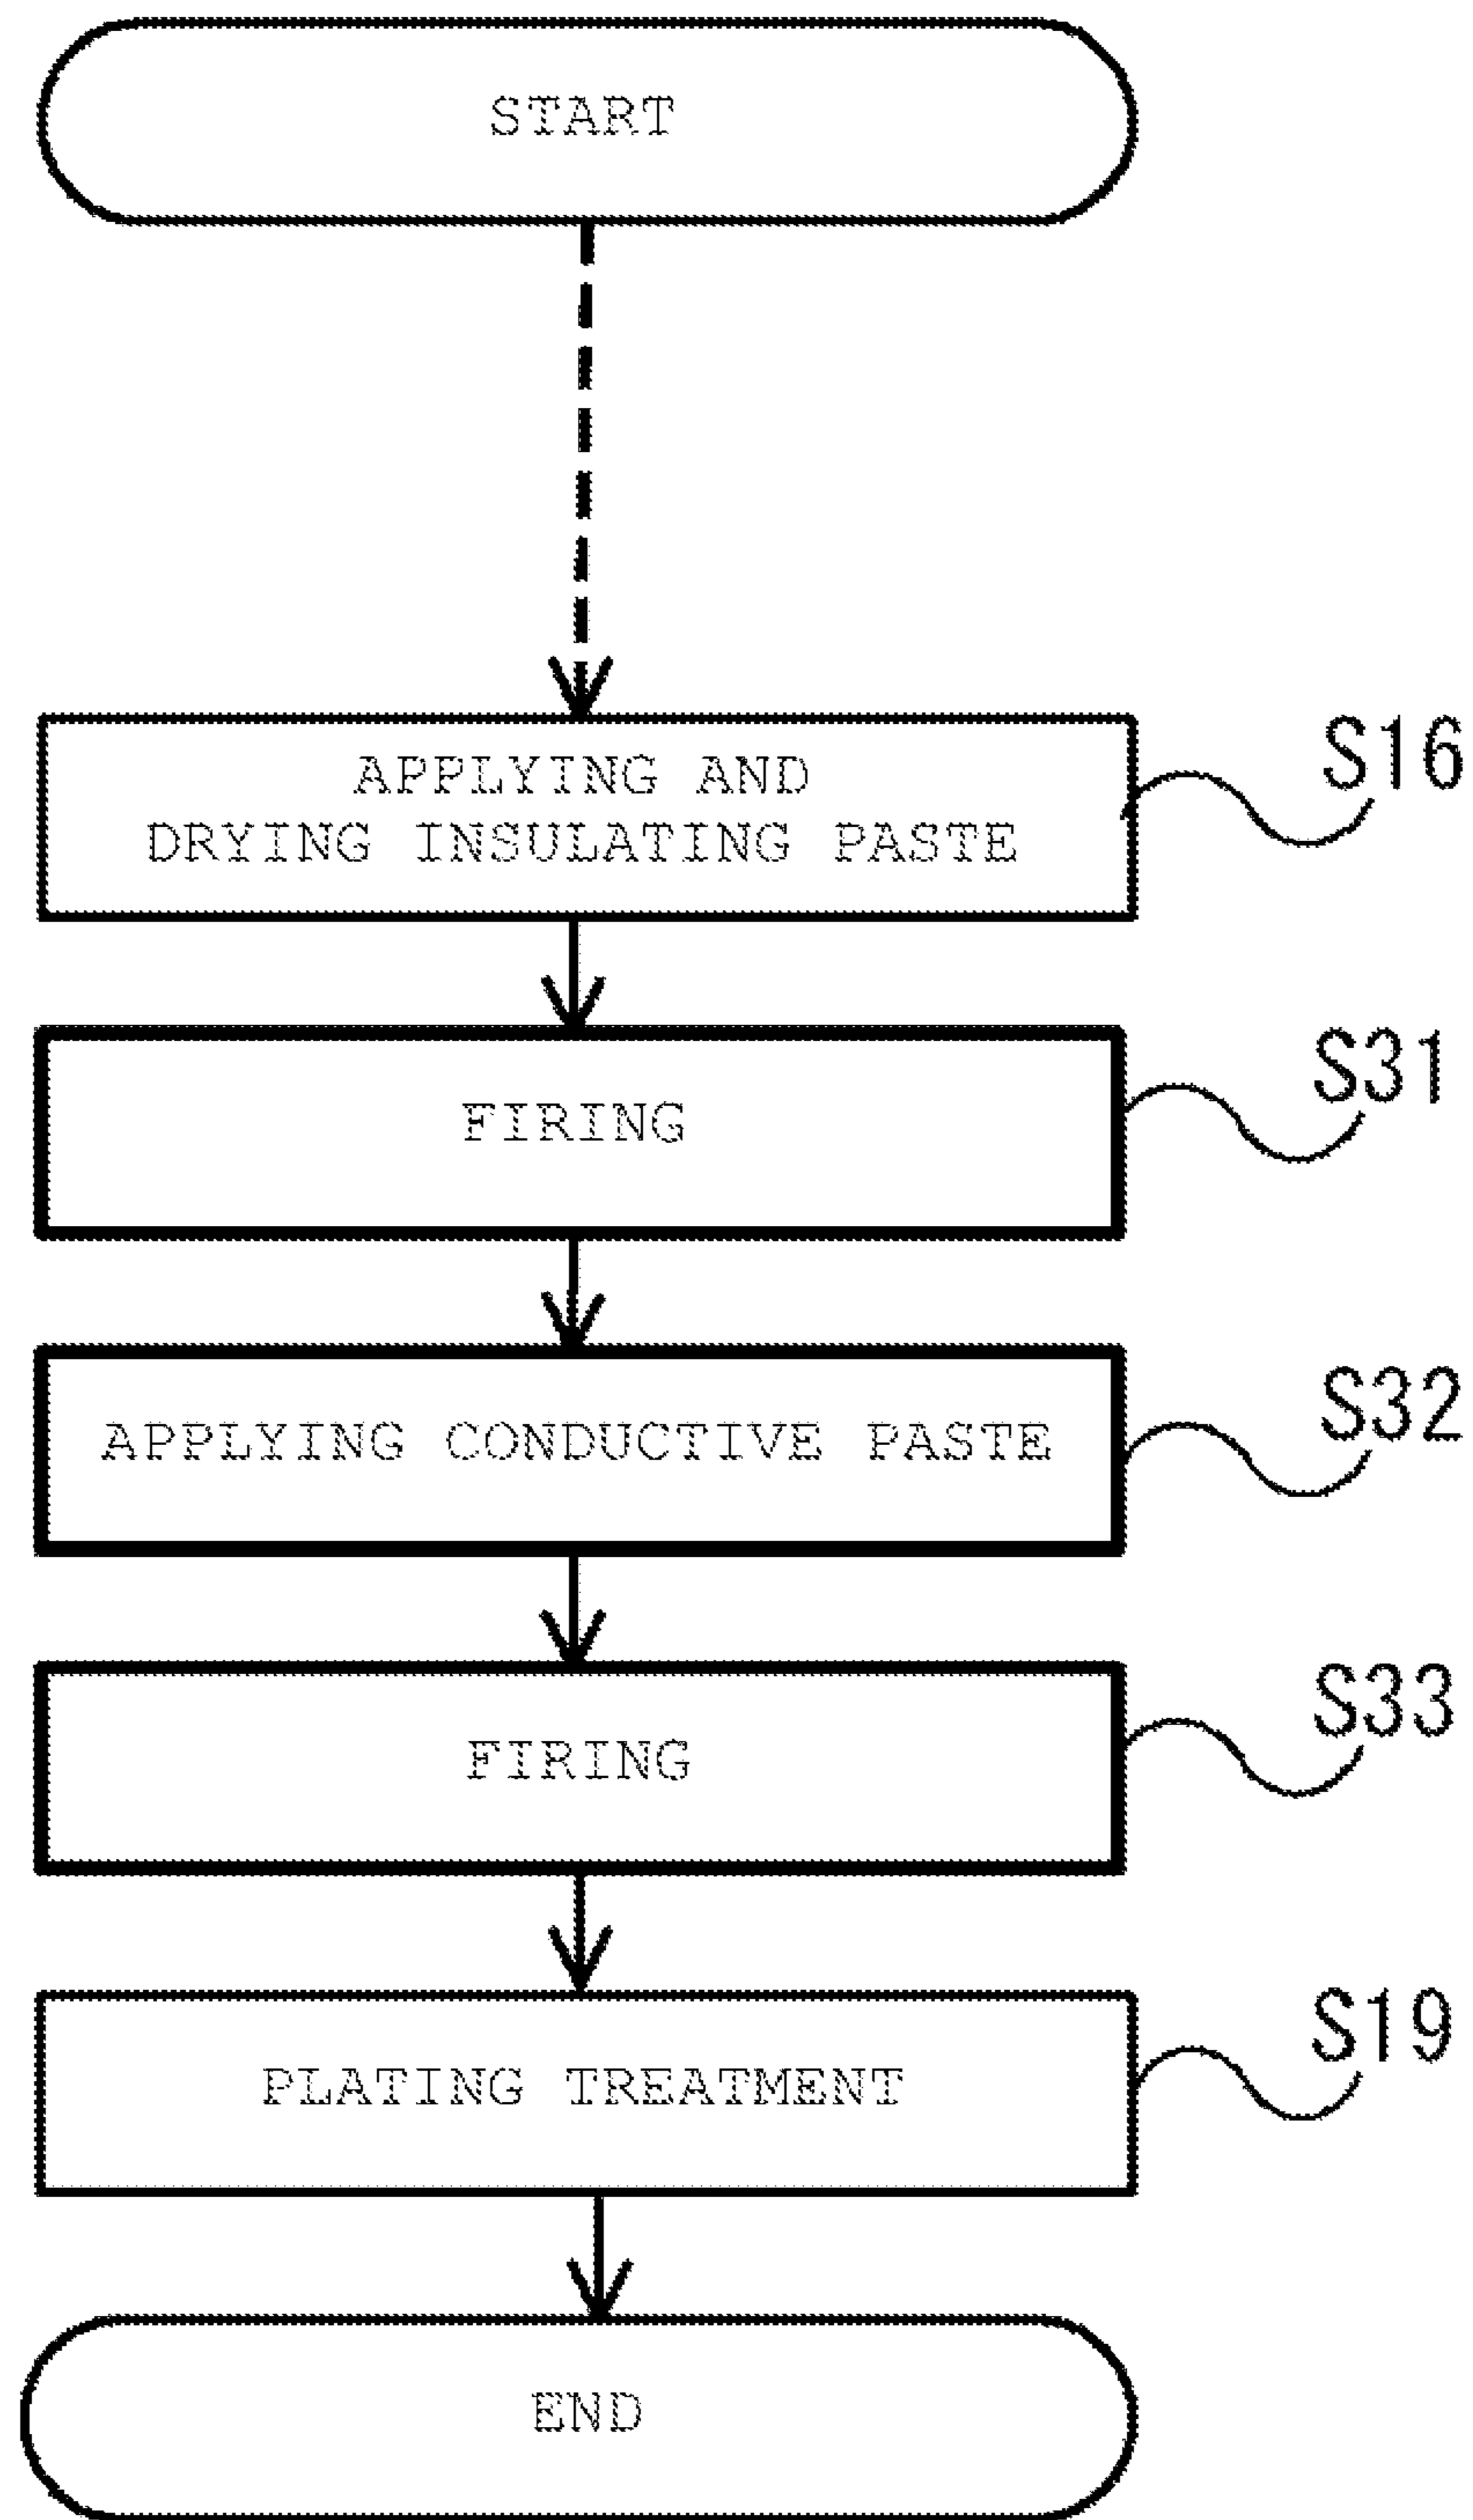 START
APPLYING AND
DRYING INSULATING PASTE
S16
FIRING
S31
APPLYING CONDUCTIVE PASTE
S32
FIRING
S33
PLATING TREATMENT
S19
END